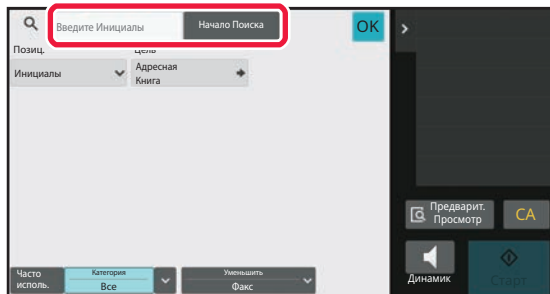 Введите Инициалы
Начало Поиска
OK
Позиц.
Цель
Инициалы
Адресная
Книга
Предварит.
Просмотр
CA
Часто
исполь.
Категория
Все
Уменьшить
Факс
Динамик
Старт